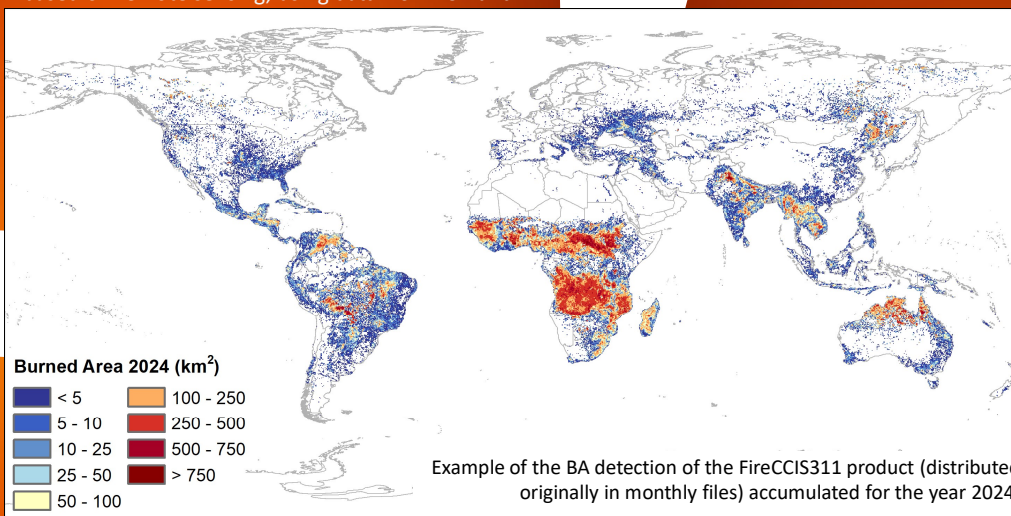 Burned Area 2024 (km²)
< 5
5 - 10
10 - 25
25 - 50
50 - 100
100 - 250
250 - 500
500 - 750
> 750
Example of the BA detection of the FireCCIS311 product (distributed
originally in monthly files) accumulated for the year 2024